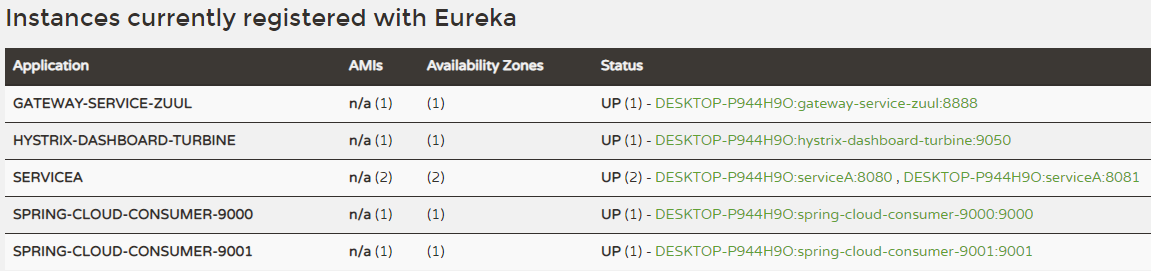 Instances currently registered with Eureka
Application AMIs Availability Zones Status
GATEWAY-SERVICE-ZUUL n/a (1) (1) UP (1) - DESKTOP-P944H9O:gateway-service-zuul:8888
HYSTRIX-DASHBOARD-TURBINE n/a (1) (1) UP (1) - DESKTOP-P944H9O:hystrix-dashboard-turbine:9050
SERVICEA n/a (2) (2) UP (2) - DESKTOP-P944H9O:serviceA:8080 , DESKTOP-P944H9O:serviceA:8081
SPRING-CLOUD-CONSUMER-9000 n/a (1) (1) UP (1) - DESKTOP-P944H9O:spring-cloud-consumer-9000:9000
SPRING-CLOUD-CONSUMER-9001 n/a (1) (1) UP (1) - DESKTOP-P944H9O:spring-cloud-consumer-9001:9001